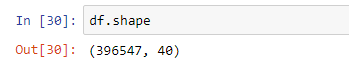 In [30]: df.shape
Out[30]: (396547, 40)